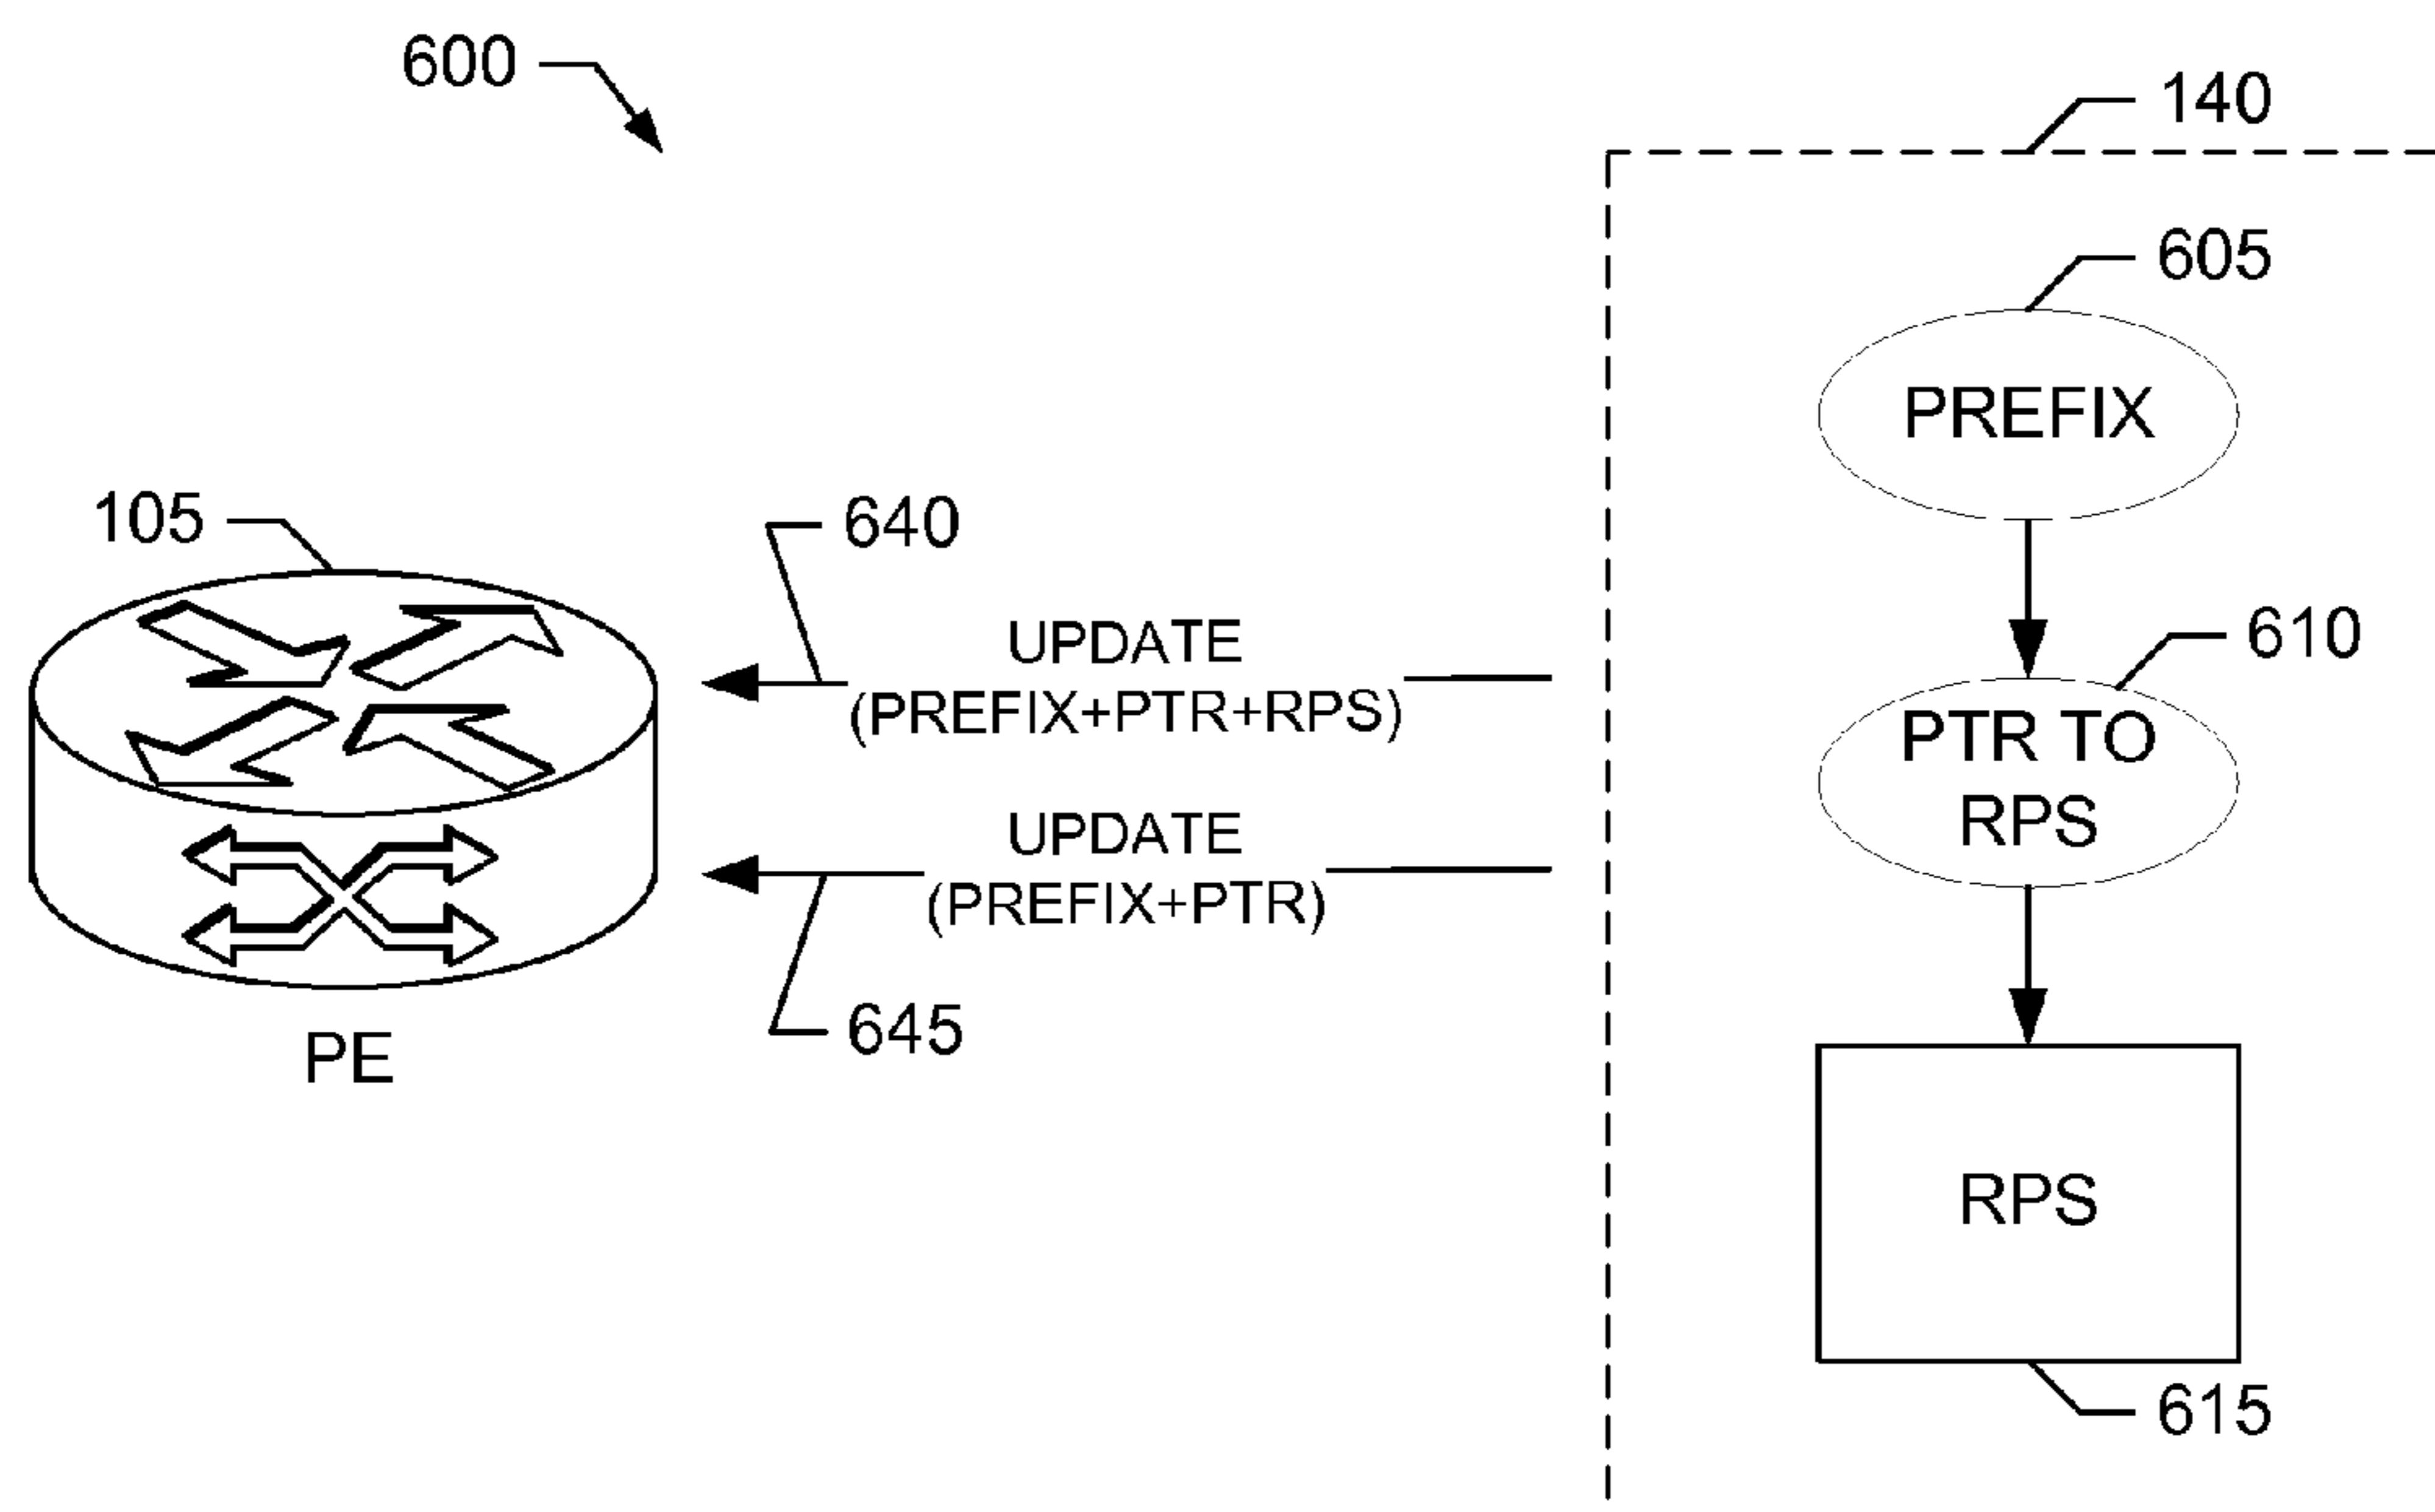 600
140
605
PREFIX
105
640
UPDATE
(PREFIX+PTR+RPS)
610
PTR TO
RPS
UPDATE
(PREFIX+PTR)
645
PE
RPS
615